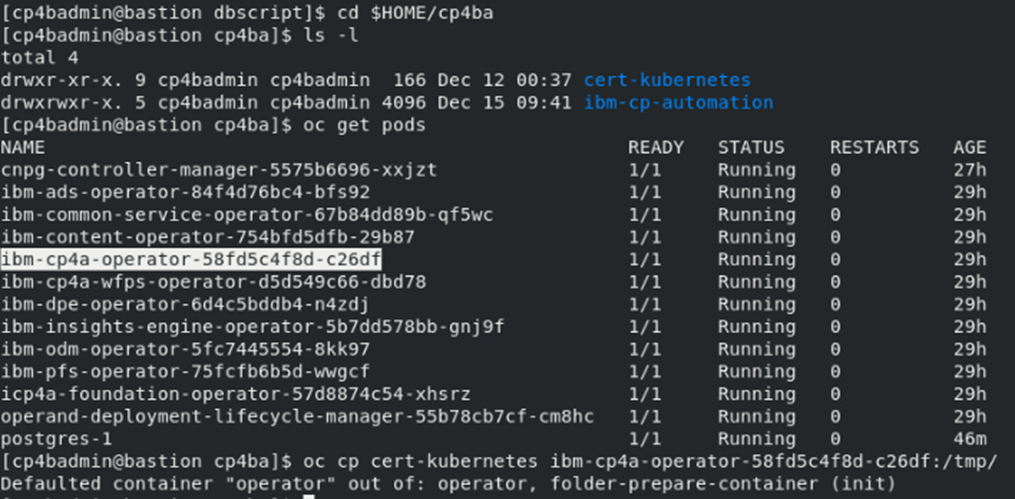 [cp4badmin@bastion dbscript]$ cd $HOME/cp4ba
[cp4badmin@bastion cp4ba]$ ls -l
total 4
drwxr-xr-x. 9 cp4badmin cp4badmin  166 Dec 12 00:37 cert-kubernetes
drwxrwxr-x. 5 cp4badmin cp4badmin 4096 Dec 15 09:41 ibm-cp-automation
[cp4badmin@bastion cp4ba]$ oc get pods
NAME                                                READY   STATUS    RESTARTS   AGE
cnpg-controller-manager-5575b6696-xxjzt             1/1     Running   0          27h
ibm-ads-operator-84f4d76bc4-bfs92                   1/1     Running   0          29h
ibm-common-service-operator-67b84dd89b-qf5wc        1/1     Running   0          29h
ibm-content-operator-754bfd5dfb-29b87               1/1     Running   0          29h
ibm-cp4a-operator-58fd5c4f8d-c26df                  1/1     Running   0          29h
ibm-cp4a-wfps-operator-d5d549c66-dbd78              1/1     Running   0          29h
ibm-dpe-operator-6d4c5bddb4-n4zdj                   1/1     Running   0          29h
ibm-insights-engine-operator-5b7dd578bb-gnj9f       1/1     Running   0          29h
ibm-odm-operator-5fc7445554-8kk97                   1/1     Running   0          29h
ibm-pfs-operator-75fcfb6b5d-wwgcf                   1/1     Running   0          29h
icp4a-foundation-operator-57d8874c54-xhsrz          1/1     Running   0          29h
operand-deployment-lifecycle-manager-55b78cb7cf-cm8hc   1/1     Running   0          29h
postgres-1                                          1/1     Running   0          46m
[cp4badmin@bastion cp4ba]$ oc cp cert-kubernetes ibm-cp4a-operator-58fd5c4f8d-c26df:/tmp/
Defaulted container "operator" out of: operator, folder-prepare-container (init)